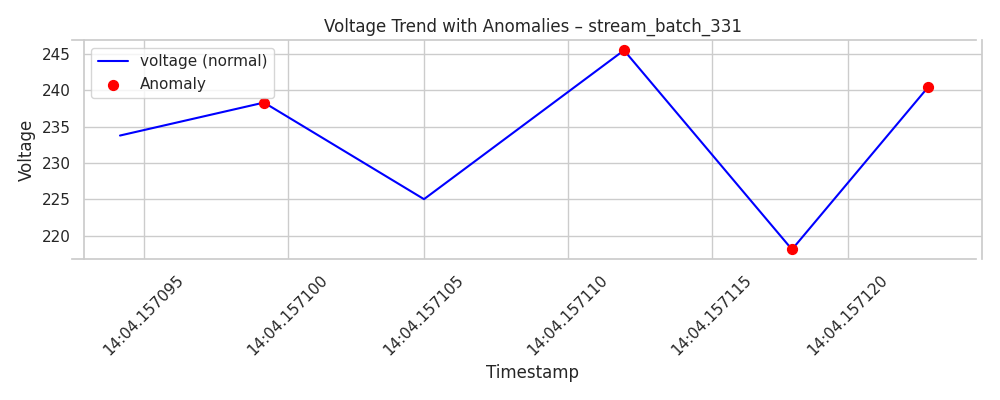 Voltage Trend with Anomalies – stream_batch_331
voltage (normal)
Anomaly
Voltage
245
240
235
230
225
220
14:04.157095
14:04.157100
14:04.157105
14:04.157110
14:04.157115
14:04.157120
Timestamp